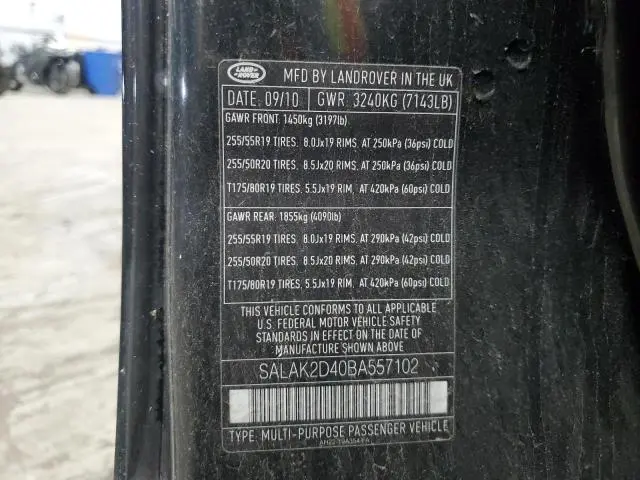 LAND ROVER
MFD BY LANDROVER IN THE UK
DATE: 09/10 GWR: 3240KG (7143LB)
GAWR FRONT: 1450kg (3197lb)
255/55R19 TIRES, 8.0Jx19 RIMS, AT 250kPa (36psi) COLD
255/50R20 TIRES, 8.5Jx20 RIMS, AT 250kPa (36psi) COLD
T175/80R19 TIRES, 5.5Jx19 RIM, AT 420kPa (60psi) COLD
GAWR REAR: 1855kg (4090lb)
255/55R19 TIRES, 8.0Jx19 RIMS, AT 290kPa (42psi) COLD
255/50R20 TIRES, 8.5Jx20 RIMS, AT 290kPa (42psi) COLD
T175/80R19 TIRES, 5.5Jx19 RIM, AT 420kPa (60psi) COLD
THIS VEHICLE CONFORMS TO ALL APPLICABLE
U.S. FEDERAL MOTOR VEHICLE SAFETY
STANDARDS IN EFFECT ON THE DATE OF
MANUFACTURE SHOWN ABOVE
SALAK2D40BA557102
TYPE: MULTI-PURPOSE PASSENGER VEHICLE